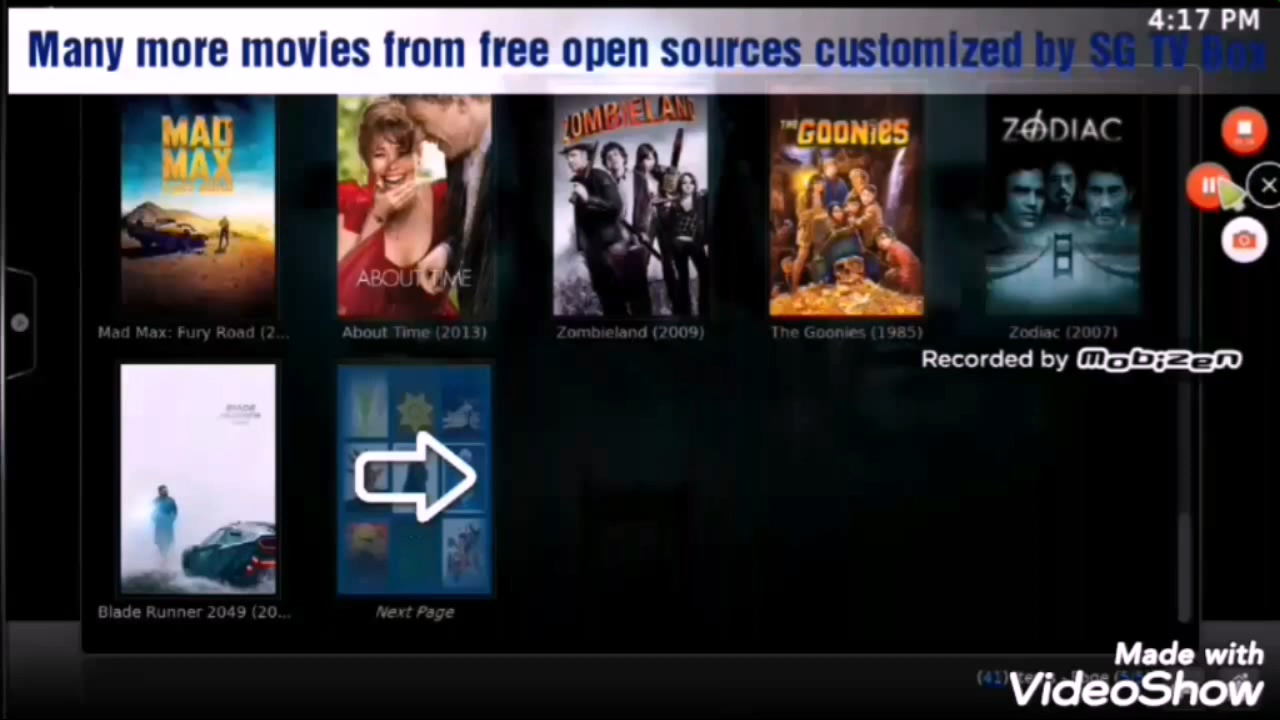 4:17 PM
Many more movies from free open sources customized by SG TV Box
MAD
MAX
ABOUT TIME
ZOMBIELAND
THE GOONIES
ZODIAC
Mad Max: Fury Road (2...
About Time (2013)
Zombieland (2009)
The Goonies (1985)
Zodiac (2007)
Recorded by mobizen
BLADE
Blade Runner 2049 (20...
Next Page
Made with
VideoShow
(41)